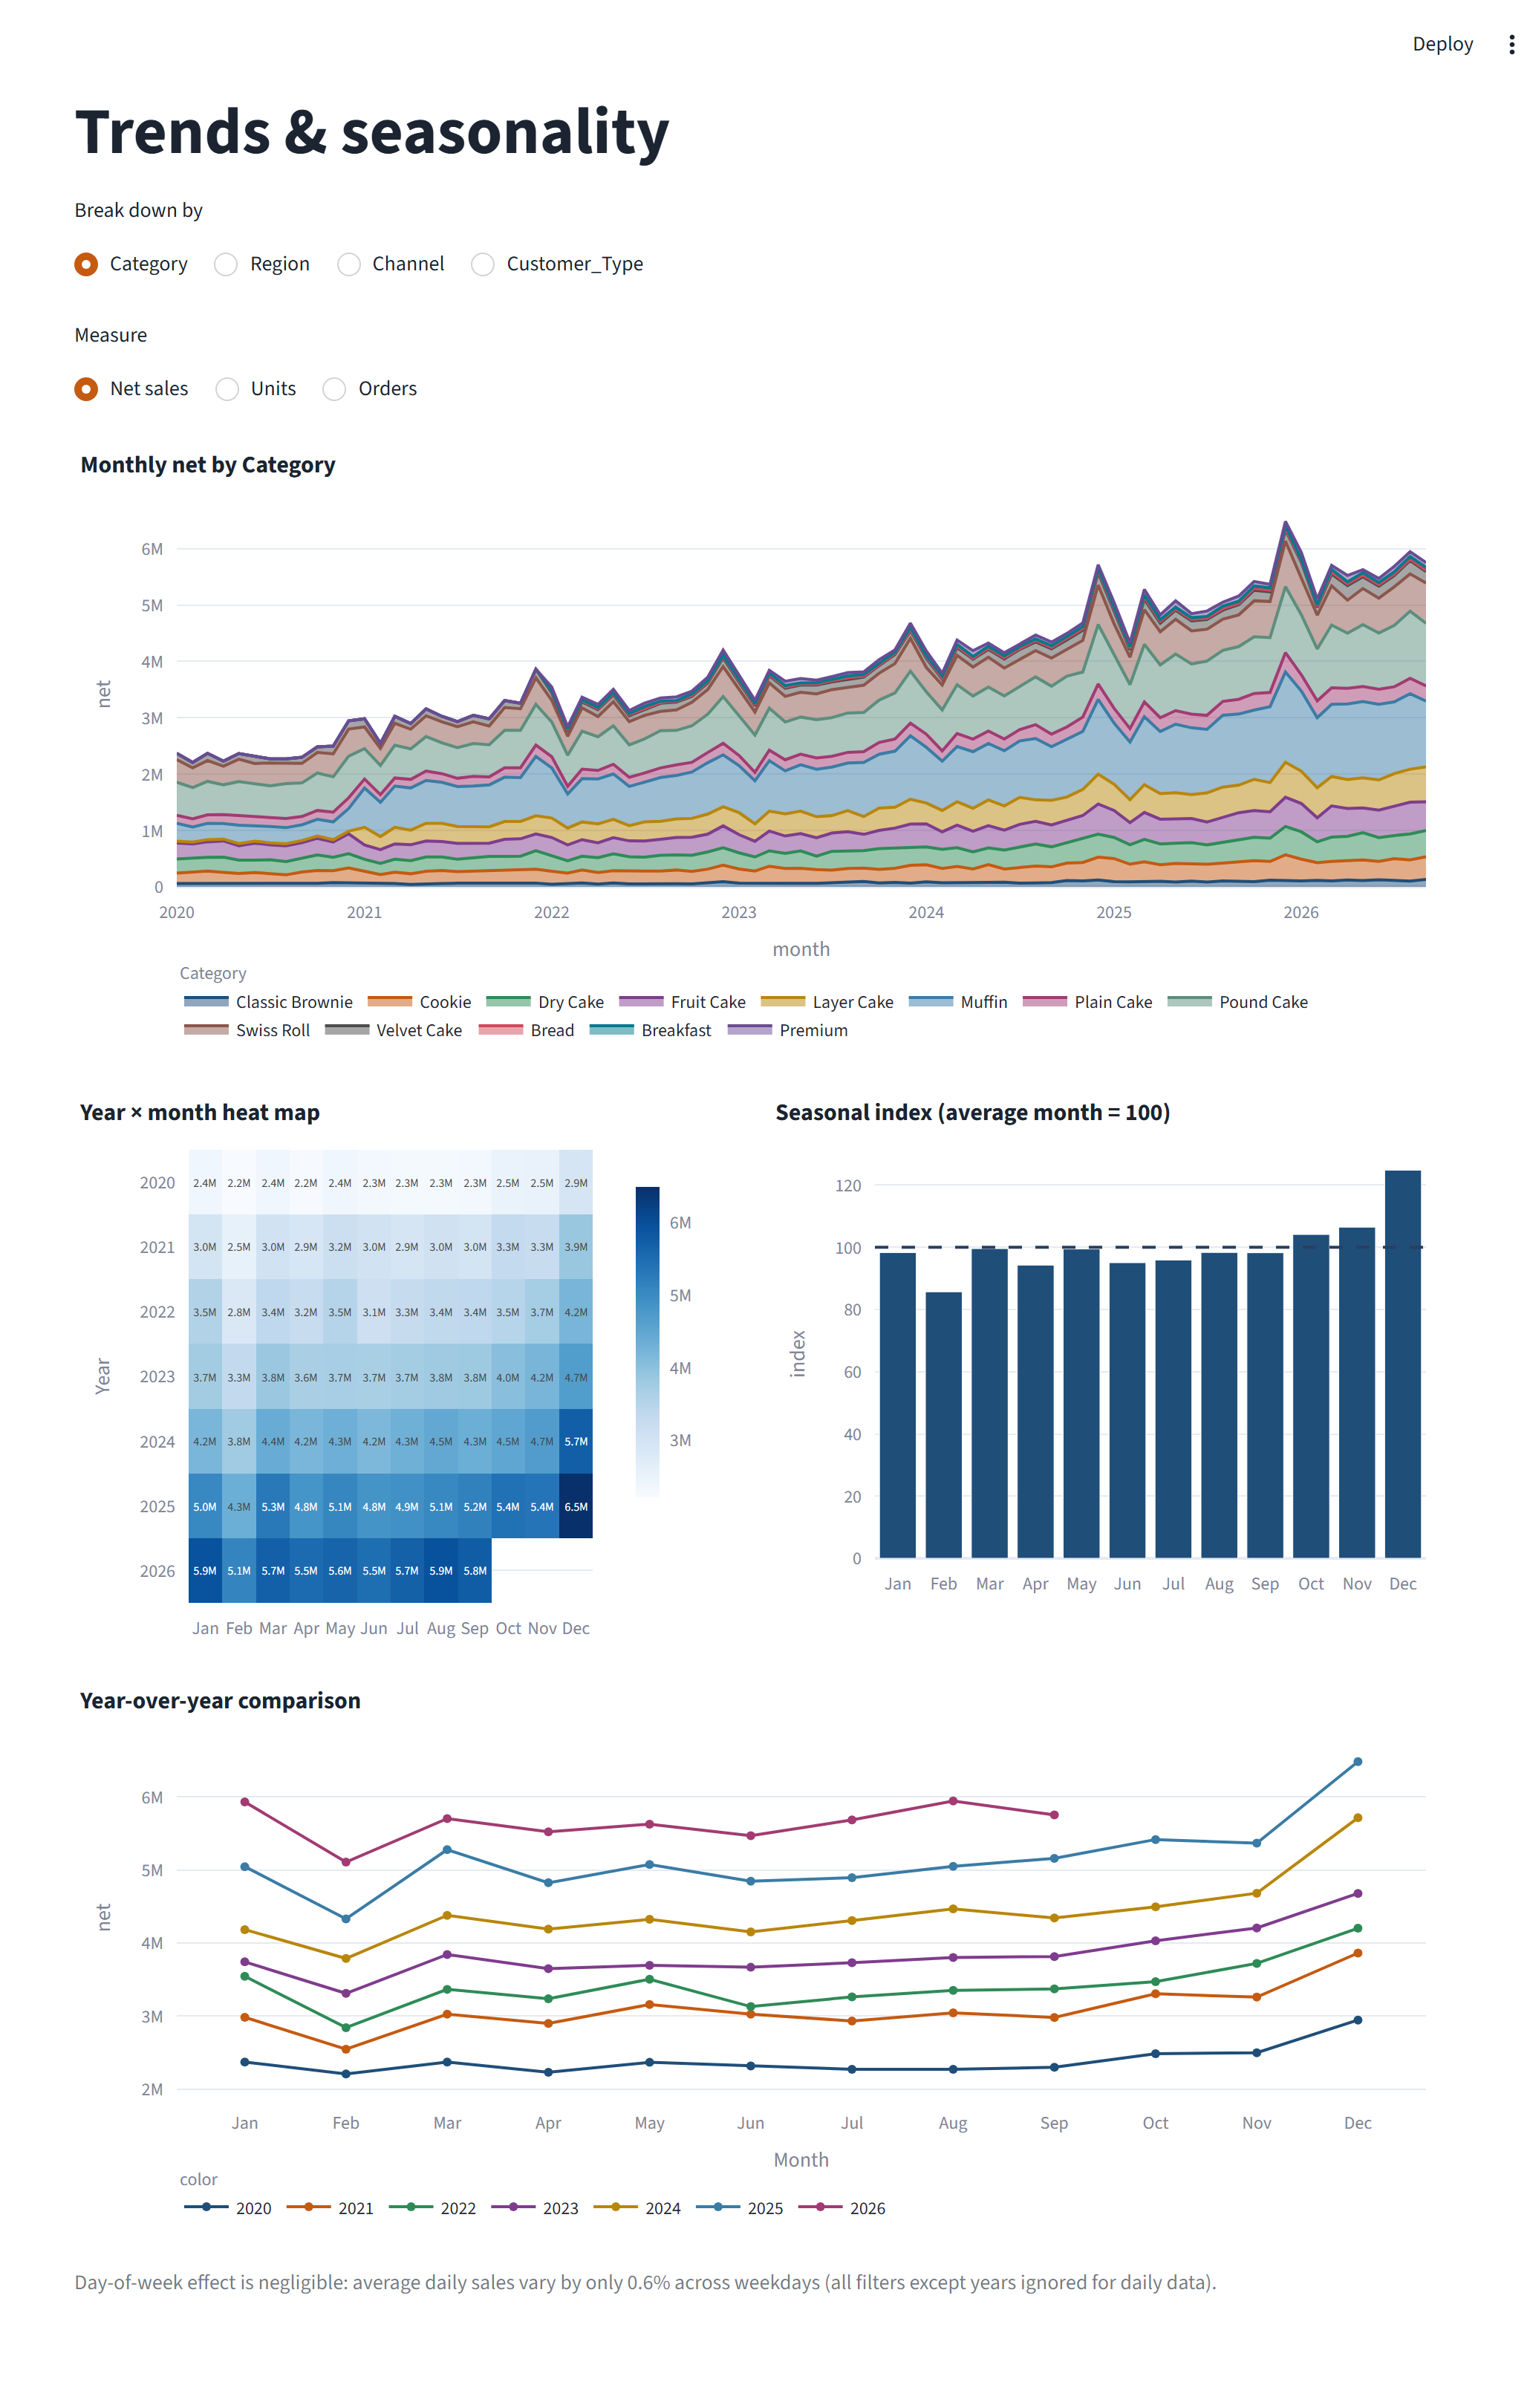 Deploy
Trends & seasonality
Break down by
Category Region Channel Customer_Type
Measure
Net sales Units Orders
Monthly net by Category
6M
5M
4M
3M
2M
1M
0
net
2020 2021 2022 2023 2024 2025 2026
month
Category
Classic Brownie Cookie Dry Cake Fruit Cake Layer Cake Muffin Plain Cake Pound Cake
Swiss Roll Velvet Cake Bread Breakfast Premium
Year × month heat map
2020 2.4M 2.2M 2.4M 2.2M 2.4M 2.3M 2.3M 2.3M 2.3M 2.5M 2.5M 2.9M
2021 3.0M 2.5M 3.0M 2.9M 3.2M 3.0M 2.9M 3.0M 3.0M 3.3M 3.3M 3.9M
2022 3.5M 2.8M 3.4M 3.2M 3.5M 3.1M 3.3M 3.4M 3.4M 3.5M 3.7M 4.2M
2023 3.7M 3.3M 3.8M 3.6M 3.7M 3.7M 3.7M 3.8M 3.8M 4.0M 4.2M 4.7M
2024 4.2M 3.8M 4.4M 4.2M 4.3M 4.2M 4.3M 4.5M 4.3M 4.5M 4.7M 5.7M
2025 5.0M 4.3M 5.3M 4.8M 5.1M 4.8M 4.9M 5.1M 5.2M 5.4M 5.4M 6.5M
2026 5.9M 5.1M 5.7M 5.5M 5.6M 5.5M 5.7M 5.9M 5.8M
Year
Jan Feb Mar Apr May Jun Jul Aug Sep Oct Nov Dec
6M
5M
4M
3M
Seasonal index (average month = 100)
120
100
80
60
40
20
0
index
Jan Feb Mar Apr May Jun Jul Aug Sep Oct Nov Dec
Year-over-year comparison
6M
5M
4M
3M
2M
net
Jan Feb Mar Apr May Jun Jul Aug Sep Oct Nov Dec
Month
color
2020 2021 2022 2023 2024 2025 2026
Day-of-week effect is negligible: average daily sales vary by only 0.6% across weekdays (all filters except years ignored for daily data).